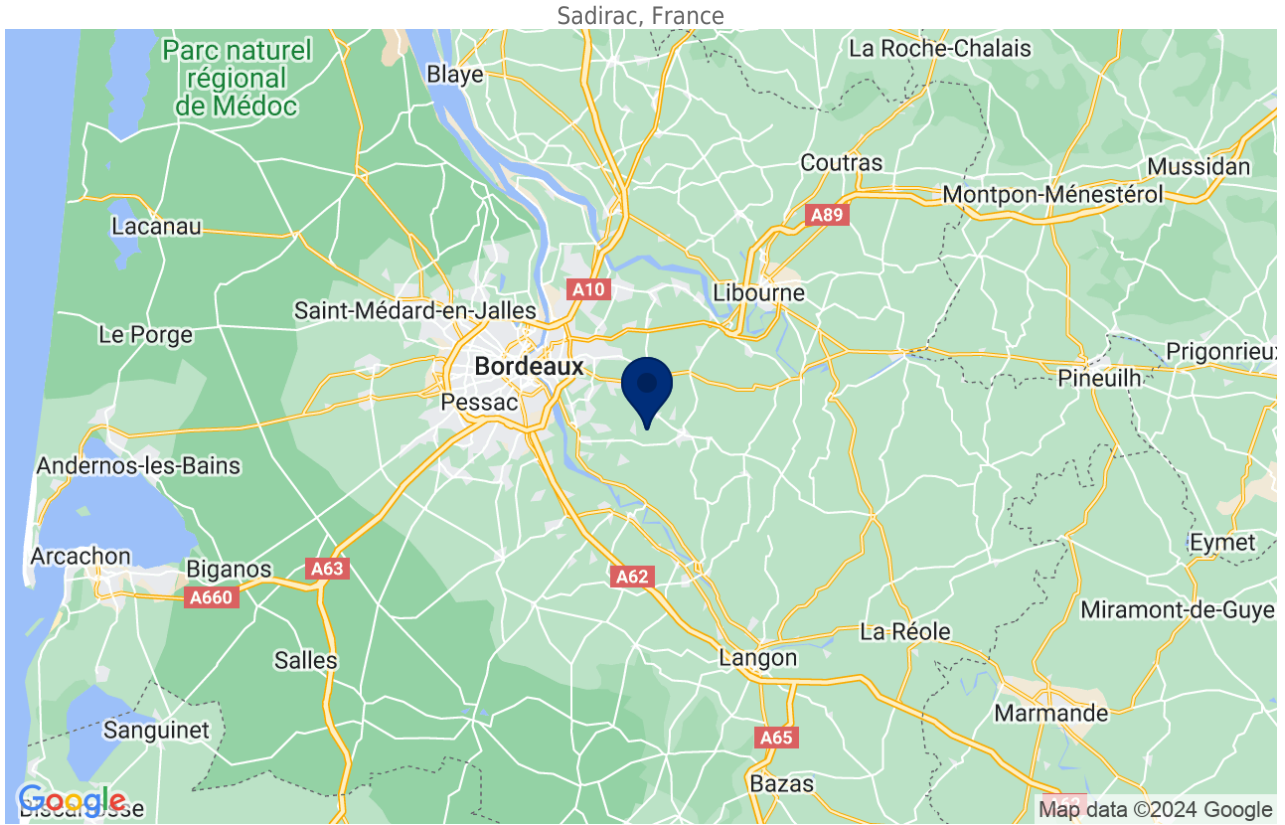 Sadirac, France
Parc naturel
régional
de Médoc
La Roche-Chalais
Blaye
Coutras
Mussidan
Montpon-Ménestérol
A89
Lacanau
A10
Libourne
Saint-Médard-en-Jalles
Le Porge
Prigonrieux
Bordeaux
Pineuilh
Pessac
Andernos-les-Bains
Eymet
Arcachon
Biganos
A63
A62
A660
Miramont-de-Guye
La Réole
Salles
Langon
Marmande
Sanguinet
A65
Bazas
Google
Map data ©2024 Google